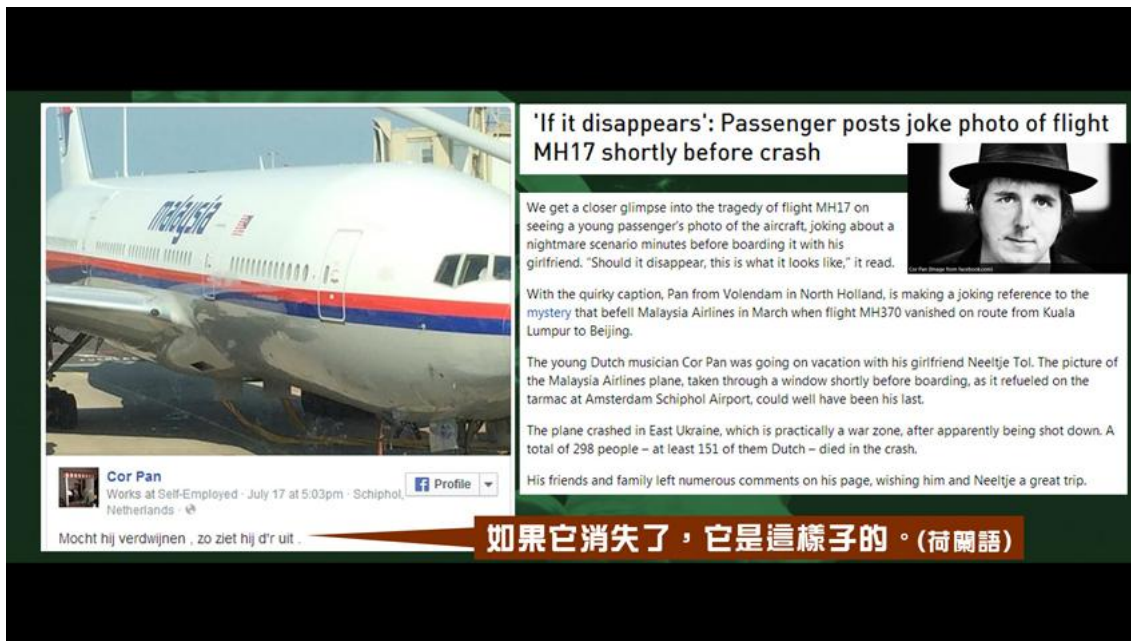 malaysia
Cor Pan
Works at Self-Employed · July 17 at 5:03pm · Schiphol,
Netherlands ·
Profile
Mocht hij verdwijnen , zo ziet hij d'r uit .
'If it disappears': Passenger posts joke photo of flight
MH17 shortly before crash
We get a closer glimpse into the tragedy of flight MH17 on
seeing a young passenger's photo of the aircraft, joking about a
nightmare scenario minutes before boarding it with his
girlfriend. "Should it disappear, this is what it looks like," it read.
Cor Pan (Image from facebook.com)
With the quirky caption, Pan from Volendam in North Holland, is making a joking reference to the
mystery that befell Malaysia Airlines in March when flight MH370 vanished on route from Kuala
Lumpur to Beijing.
The young Dutch musician Cor Pan was going on vacation with his girlfriend Neeltje Tol. The picture of
the Malaysia Airlines plane, taken through a window shortly before boarding, as it refueled on the
tarmac at Amsterdam Schiphol Airport, could well have been his last.
The plane crashed in East Ukraine, which is practically a war zone, after apparently being shot down. A
total of 298 people – at least 151 of them Dutch – died in the crash.
His friends and family left numerous comments on his page, wishing him and Neeltje a great trip.
如果它消失了，它是這樣子的。(荷闌語)